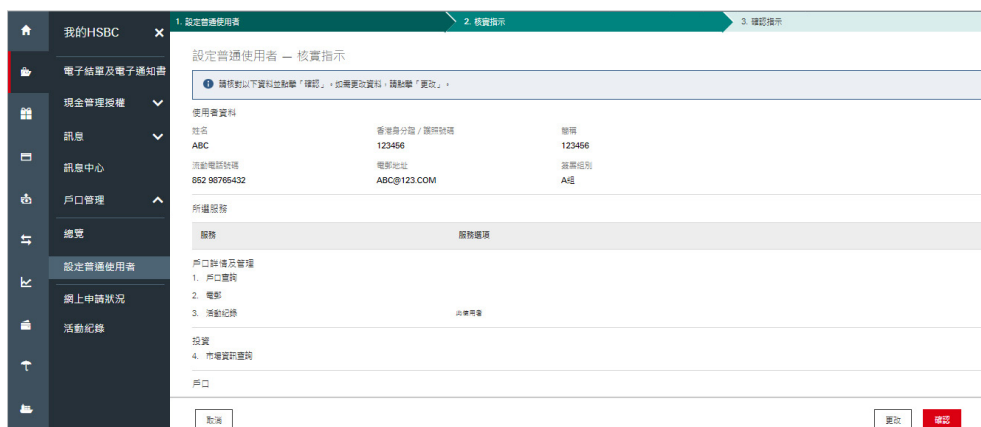 我的HSBC
電子結單及電子通知書
現金管理授權
訊息
訊息中心
戶口管理
總覽
設定普通使用者
網上申請狀況
活動紀錄
1. 設定普通使用者
2. 核實指示
3. 確認指示
設定普通使用者 — 核實指示
請核對以下資料並點擊「確認」。如需更改資料，請點擊「更改」。
使用者資料
姓名 香港身分證 / 護照號碼 暱稱
ABC 123456 123456
流動電話號碼 電郵地址 簽署組別
852 98765432 ABC@123.COM A組
所選服務
服務 服務選項
戶口詳情及管理
1. 戶口查詢
2. 電郵
3. 活動紀錄
投資
4. 市場資訊查詢
戶口
取消 更改 確認